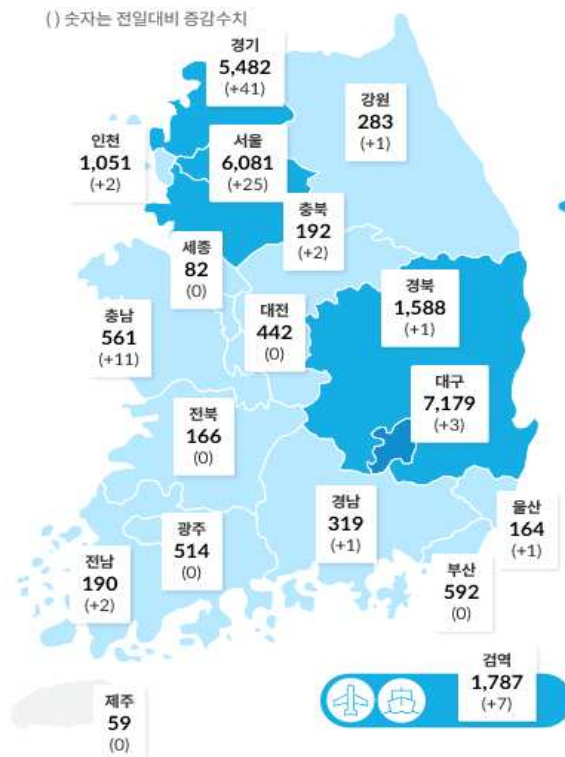 ( ) 숫자는 전일대비 증감수치
경기
5,482
(+41)
강원
283
(+1)
인천
1,051
(+2)
서울
6,081
(+25)
충북
192
(+2)
세종
82
(0)
경북
1,588
(+1)
대전
442
(0)
충남
561
(+11)
대구
7,179
(+3)
전북
166
(0)
경남
319
(+1)
울산
164
(+1)
광주
514
(0)
전남
190
(+2)
부산
592
(0)
검역
1,787
(+7)
제주
59
(0)